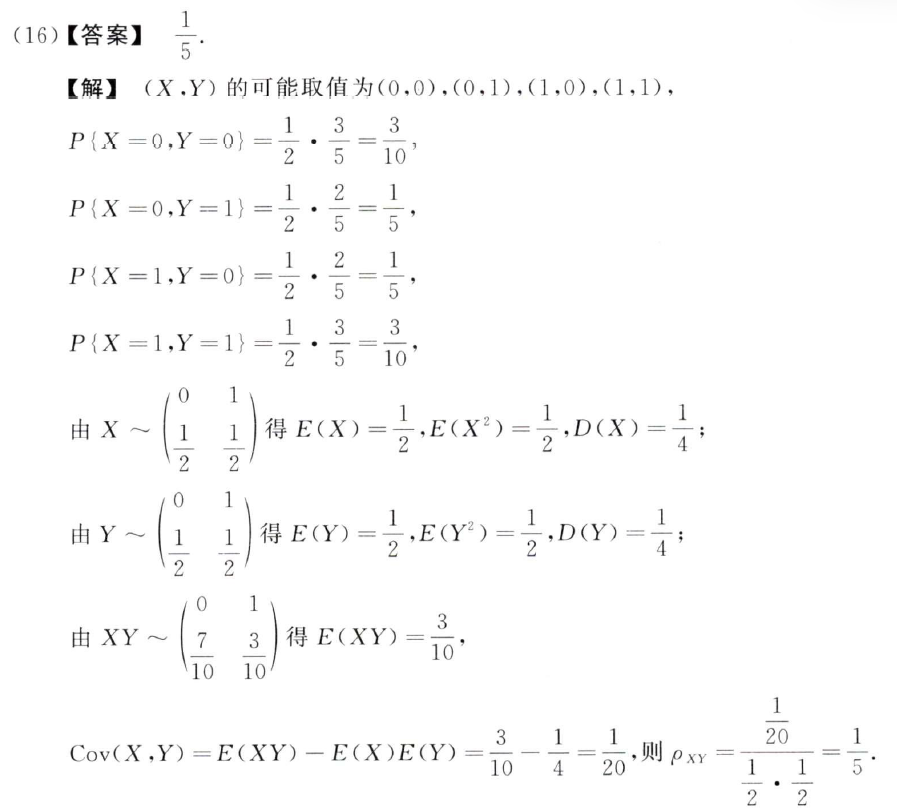 (16)【答案】 1/5.
【解】 (X,Y) 的可能取值为(0,0),(0,1),(1,0),(1,1),
P{X=0,Y=0}=1/2·3/5=3/10,
P{X=0,Y=1}=1/2·2/5=1/5,
P{X=1,Y=0}=1/2·2/5=1/5,
P{X=1,Y=1}=1/2·3/5=3/10,
由 X ~ (0 1; 1/2 1/2) 得 E(X)=1/2,E(X²)=1/2,D(X)=1/4;
由 Y ~ (0 1; 1/2 1/2) 得 E(Y)=1/2,E(Y²)=1/2,D(Y)=1/4;
由 XY ~ (0 1; 7/10 3/10) 得 E(XY)=3/10,
Cov(X,Y)=E(XY)-E(X)E(Y)=3/10-1/4=1/20,则 ρ_XY=(1/20)/(1/2·1/2)=1/5.